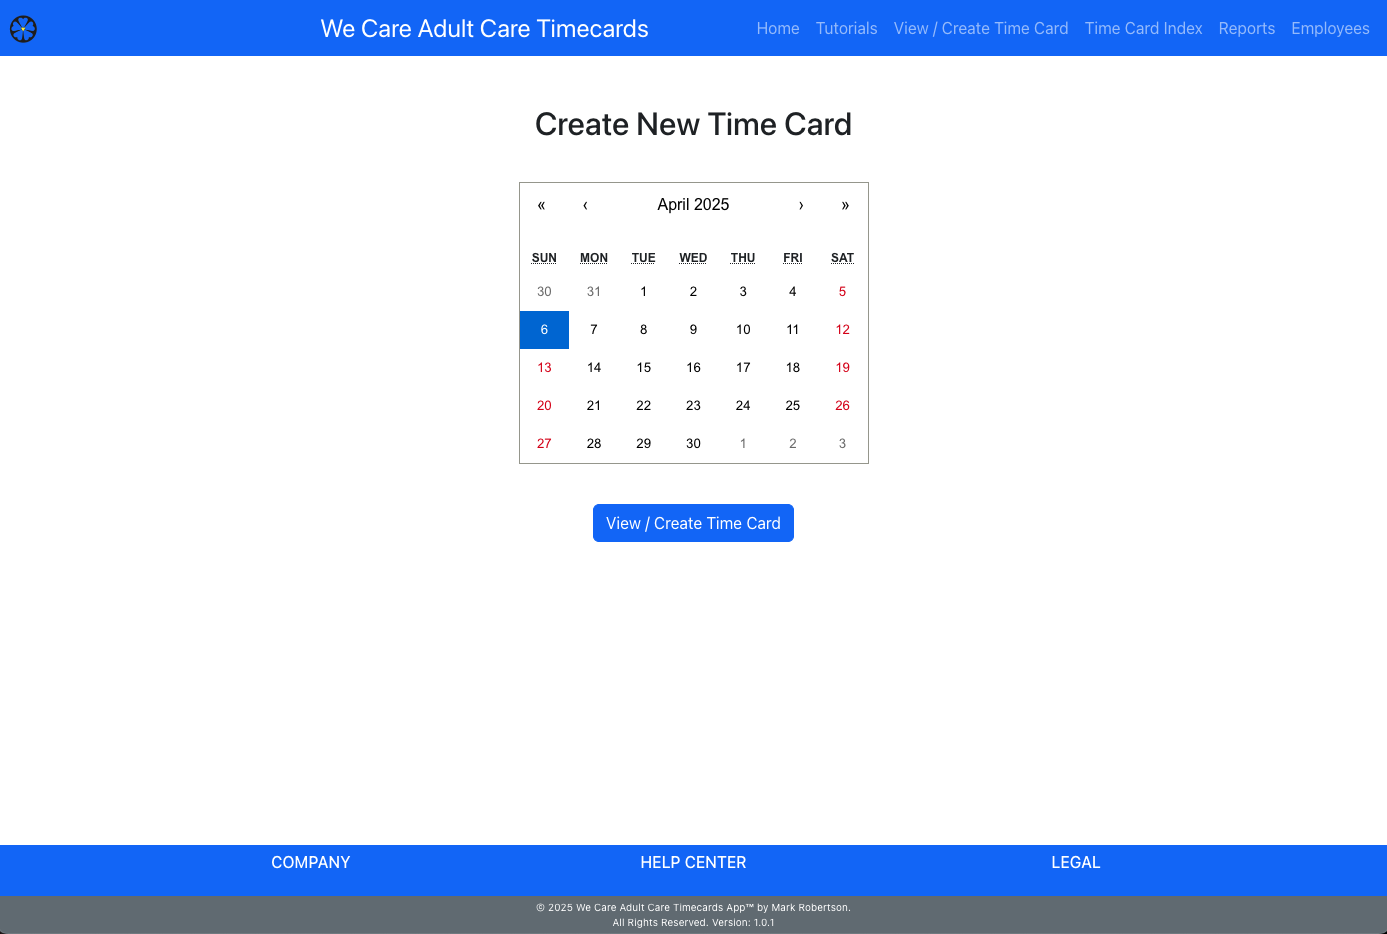 We Care Adult Care Timecards
Home Tutorials View / Create Time Card Time Card Index Reports Employees
Create New Time Card
« ‹ April 2025 › »
SUN MON TUE WED THU FRI SAT
30 31 1 2 3 4 5
6 7 8 9 10 11 12
13 14 15 16 17 18 19
20 21 22 23 24 25 26
27 28 29 30 1 2 3
View / Create Time Card
COMPANY HELP CENTER LEGAL
© 2025 We Care Adult Care Timecards App™ by Mark Robertson.
All Rights Reserved. Version: 1.0.1